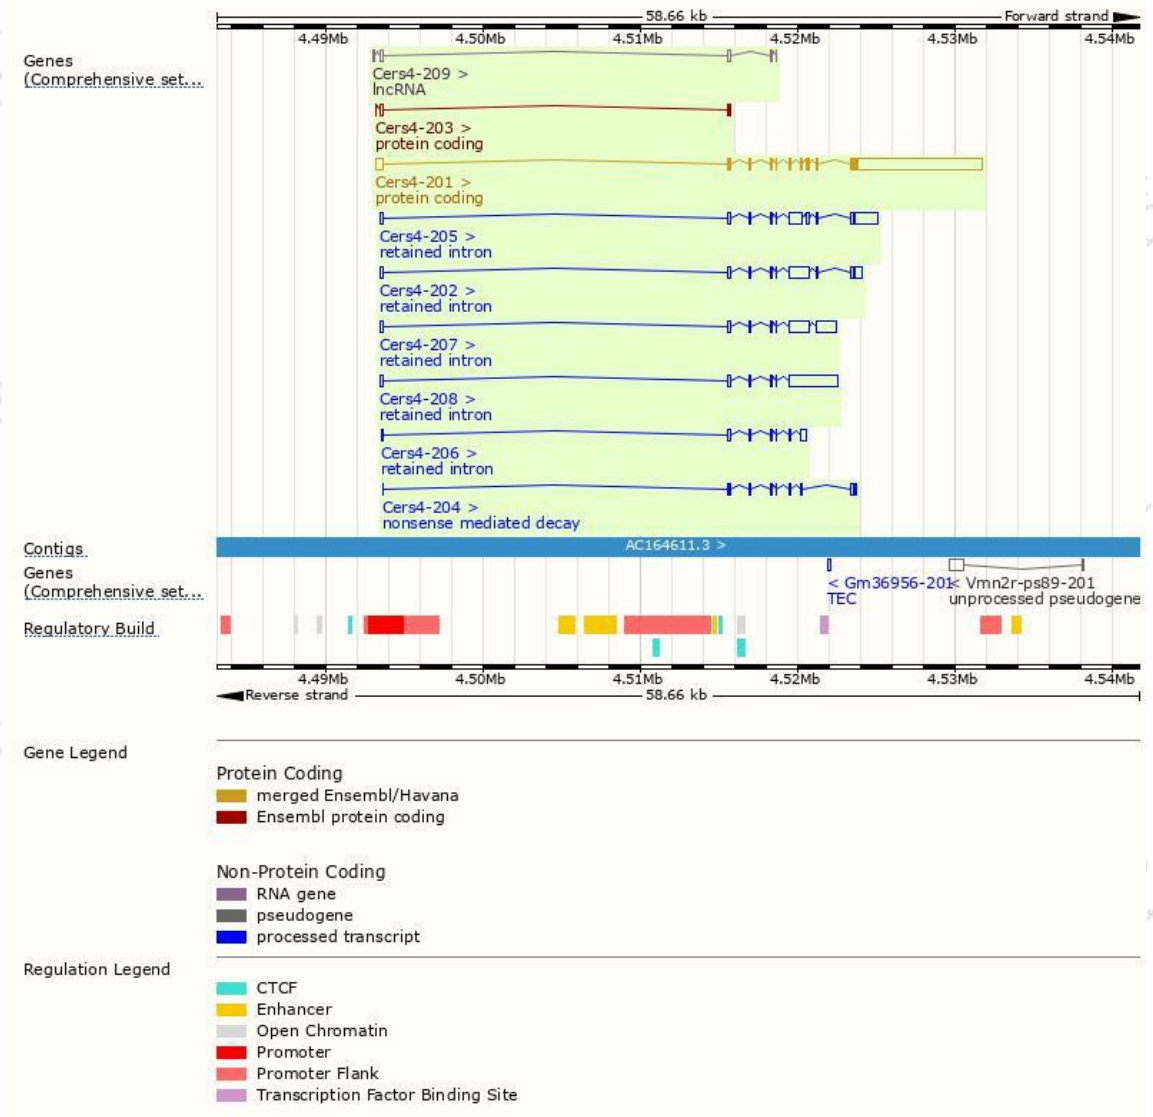 58.66 kb Forward strand
4.49Mb 4.50Mb 4.51Mb 4.52Mb 4.53Mb 4.54Mb
Genes
(Comprehensive set...
Cers4-209 >
lncRNA
Cers4-203 >
protein coding
Cers4-201 >
protein coding
Cers4-205 >
retained intron
Cers4-202 >
retained intron
Cers4-207 >
retained intron
Cers4-208 >
retained intron
Cers4-206 >
retained intron
Cers4-204 >
nonsense mediated decay
Contigs AC164611.3 >
Genes
(Comprehensive set...
< Gm36956-201 < Vmn2r-ps89-201
TEC unprocessed pseudogene
Regulatory Build
4.49Mb 4.50Mb 4.51Mb 4.52Mb 4.53Mb 4.54Mb
Reverse strand 58.66 kb
Gene Legend
Protein Coding
merged Ensembl/Havana
Ensembl protein coding
Non-Protein Coding
RNA gene
pseudogene
processed transcript
Regulation Legend
CTCF
Enhancer
Open Chromatin
Promoter
Promoter Flank
Transcription Factor Binding Site